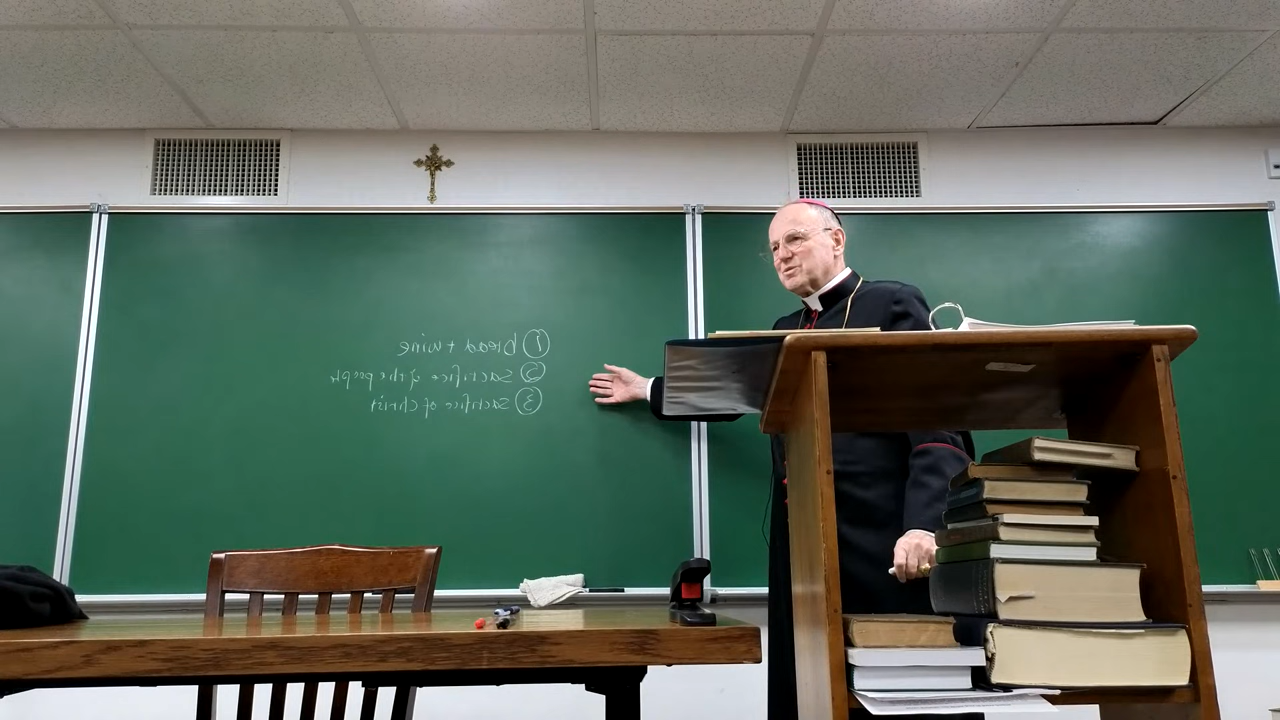 ① bread + wine
② Sacrifice of the people
③ Sacrifice of Christ